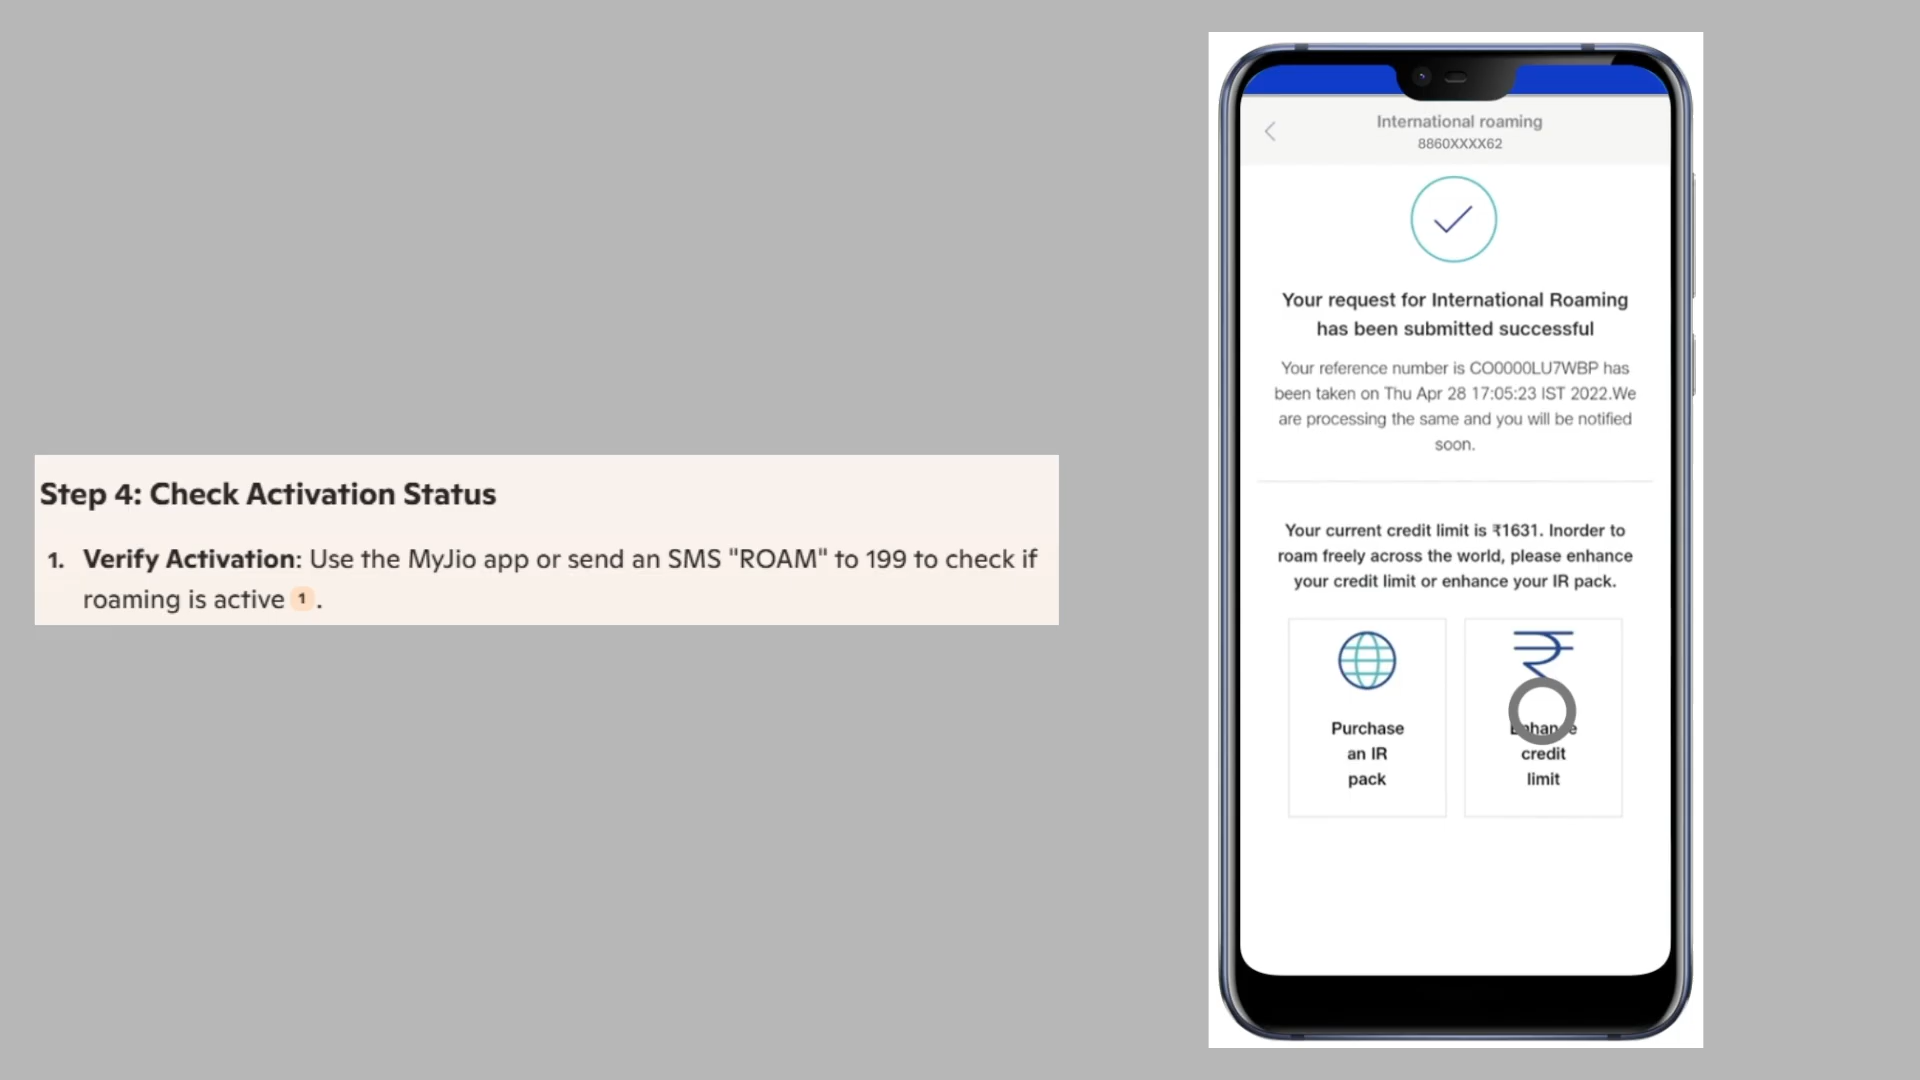 Step 4: Check Activation Status
1. Verify Activation: Use the MyJio app or send an SMS "ROAM" to 199 to check if
roaming is active 1.
International roaming
8860XXXX62
Your request for International Roaming
has been submitted successful
Your reference number is CO0000LU7WBP has
been taken on Thu Apr 28 17:05:23 IST 2022.We
are processing the same and you will be notified
soon.
Your current credit limit is ₹1631. Inorder to
roam freely across the world, please enhance
your credit limit or enhance your IR pack.
Purchase
an IR
pack
₹
Enhance
credit
limit